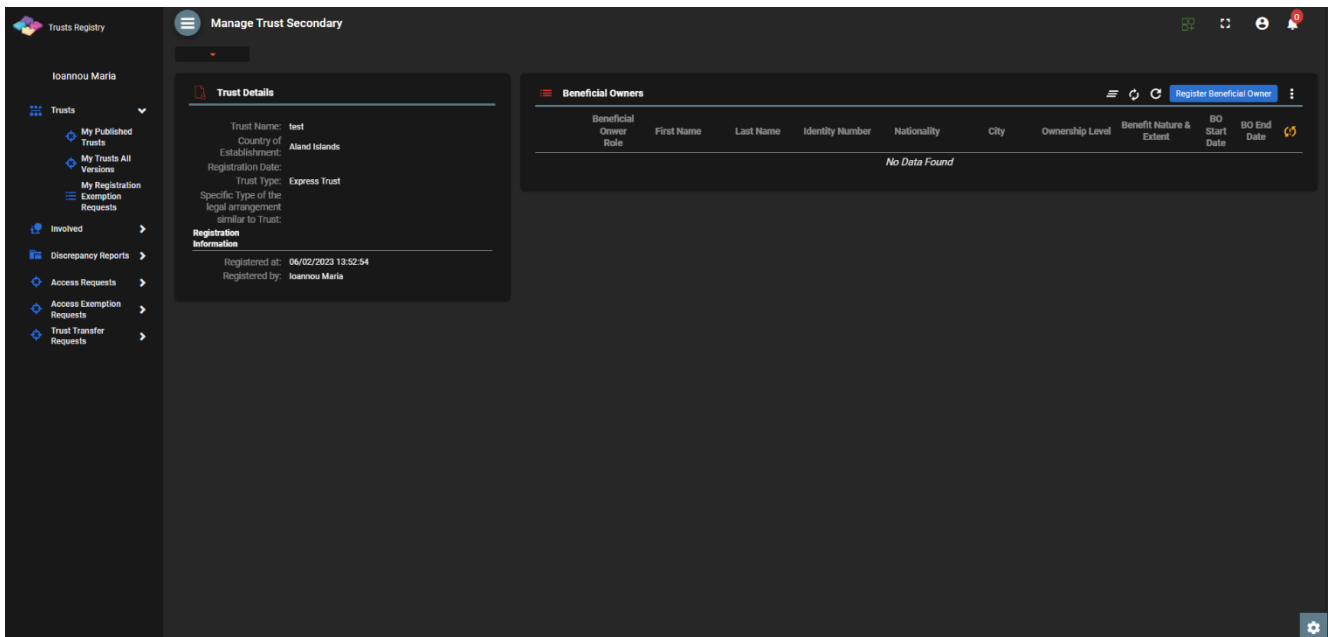 Trusts Registry
Manage Trust Secondary
0
Ioannou Maria
Trusts
My Published
Trusts
My Trusts All
Versions
My Registration
Exemption
Requests
Involved
Discrepancy Reports
Access Requests
Access Exemption
Requests
Trust Transfer
Requests
Trust Details
Trust Name: test
Country of
Establishment: Aland Islands
Registration Date:
Trust Type: Express Trust
Specific Type of the
legal arrangement
similar to Trust:
Registration
Information
Registered at: 06/02/2023 13:52:54
Registered by: Ioannou Maria
Beneficial Owners
Register Beneficial Owner
Beneficial
Onwer
Role
First Name
Last Name
Identity Number
Nationality
City
Ownership Level
Benefit Nature &
Extent
BO
Start
Date
BO End
Date
No Data Found